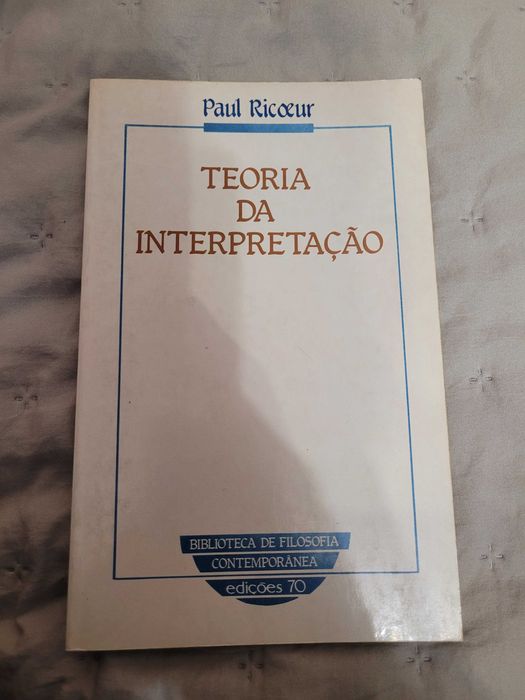 Paul Ricœur
TEORIA
DA
INTERPRETAÇÃO
BIBLIOTECA DE FILOSOFIA
CONTEMPORÂNEA
edições 70